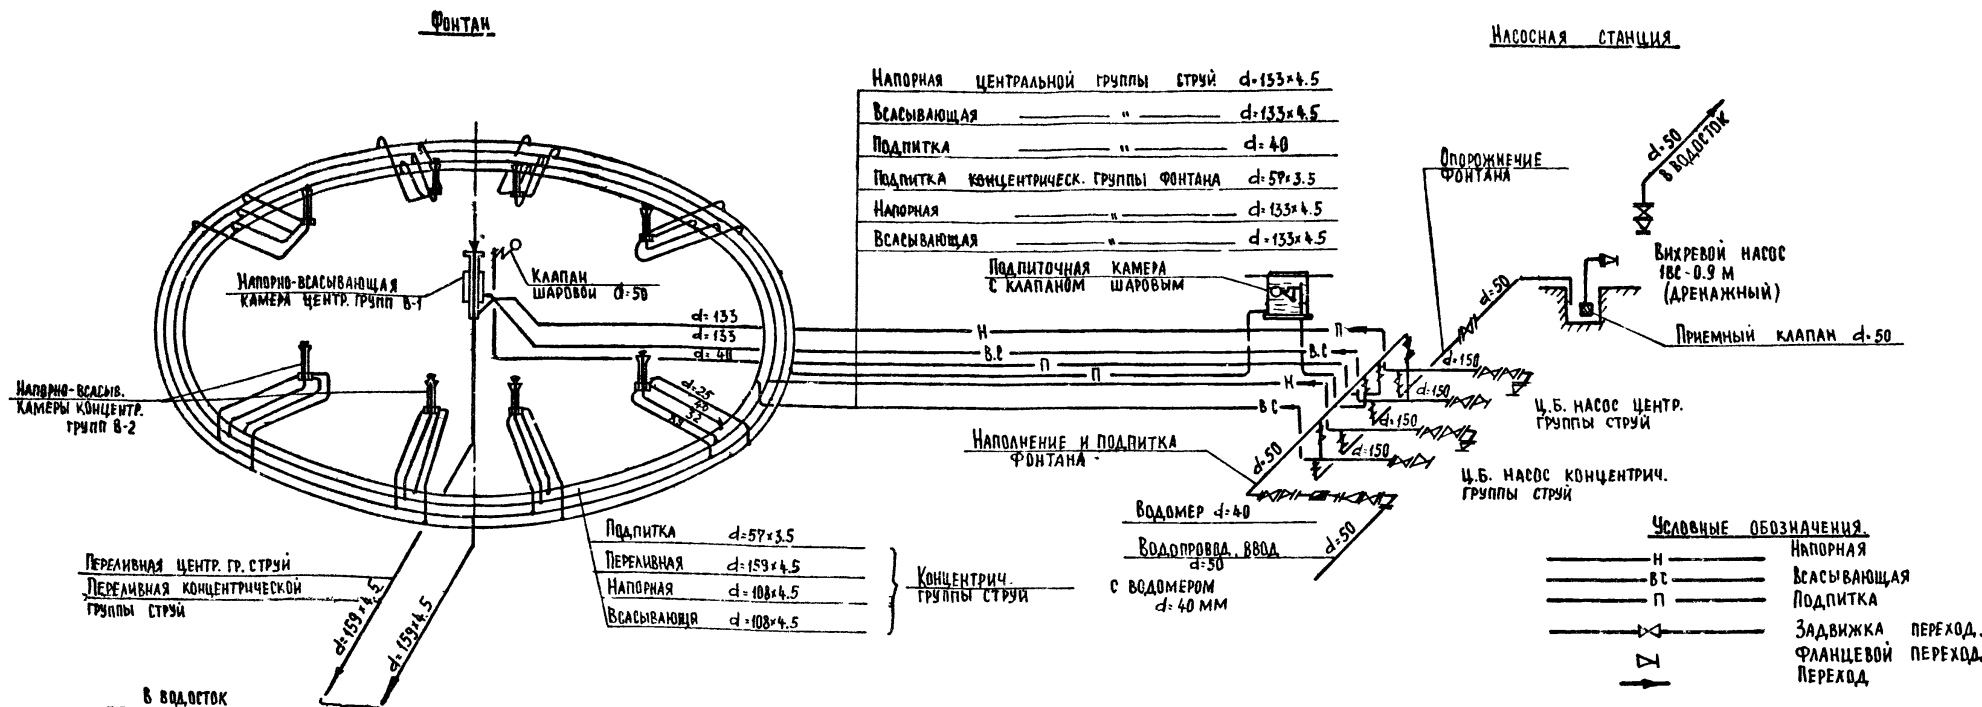 ФОНТАН
НАСОСНАЯ СТАНЦИЯ
НАПОРНАЯ ЦЕНТРАЛЬНОЙ ГРУППЫ СТРУЙ d=133×4.5
ВСАСЫВАЮЩАЯ " d=133×4.5
ПОДПИТКА " d=40
ПОДПИТКА КОНЦЕНТРИЧЕСК. ГРУППЫ ФОНТАНА d=57×3.5
НАПОРНАЯ " d=133×4.5
ВСАСЫВАЮЩАЯ " d=133×4.5
ПОДПИТОЧНАЯ КАМЕРА
С КЛАПАНОМ ШАРОВЫМ
ОПОРОЖНЕНИЕ
ФОНТАНА
d=50
В ВОДОСТОК
ВИХРЕВОЙ НАСОС
1ВС-0.9 М
(ДРЕНАЖНЫЙ)
ПРИЕМНЫЙ КЛАПАН d=50
d=50
НАПОРНО-ВСАСЫВАЮЩАЯ
КАМЕРА ЦЕНТР. ГРУПП В-1
КЛАПАН
ШАРОВОЙ d=50
d=133
d=133
d=40
Н
В.С
П
П
Н
В С
П
В.С
d=150
d=150
d=150
d=150
Ц.Б. НАСОС ЦЕНТР.
ГРУППЫ СТРУЙ
Ц.Б. НАСОС КОНЦЕНТРИЧ.
ГРУППЫ СТРУЙ
НАПОРНО-ВСАСЫВ.
КАМЕРЫ КОНЦЕНТР.
ГРУПП В-2
d=25
32
НАПОЛНЕНИЕ И ПОДПИТКА
ФОНТАНА
d=50
ВОДОМЕР d=40
ВОДОПРОВОД. ВВОД
d=50
С ВОДОМЕРОМ
d=40 ММ
d=50
ПЕРЕЛИВНАЯ ЦЕНТР. ГР. СТРУЙ
ПЕРЕЛИВНАЯ КОНЦЕНТРИЧЕСКОЙ
ГРУППЫ СТРУЙ
d=159×4.5
d=159×4.5
В ВОДОСТОК
ПОДПИТКА d=57×3.5
ПЕРЕЛИВНАЯ d=159×4.5
НАПОРНАЯ d=108×4.5
ВСАСЫВАЮЩЯ d=108×4.5
КОНЦЕНТРИЧ.
ГРУППЫ СТРУЙ
УСЛОВНЫЕ ОБОЗНАЧЕНИЯ.
Н НАПОРНАЯ
ВС ВСАСЫВАЮЩАЯ
П ПОДПИТКА
ЗАДВИЖКА ПЕРЕХОД.
ФЛАНЦЕВОЙ ПЕРЕХОД.
ПЕРЕХОД